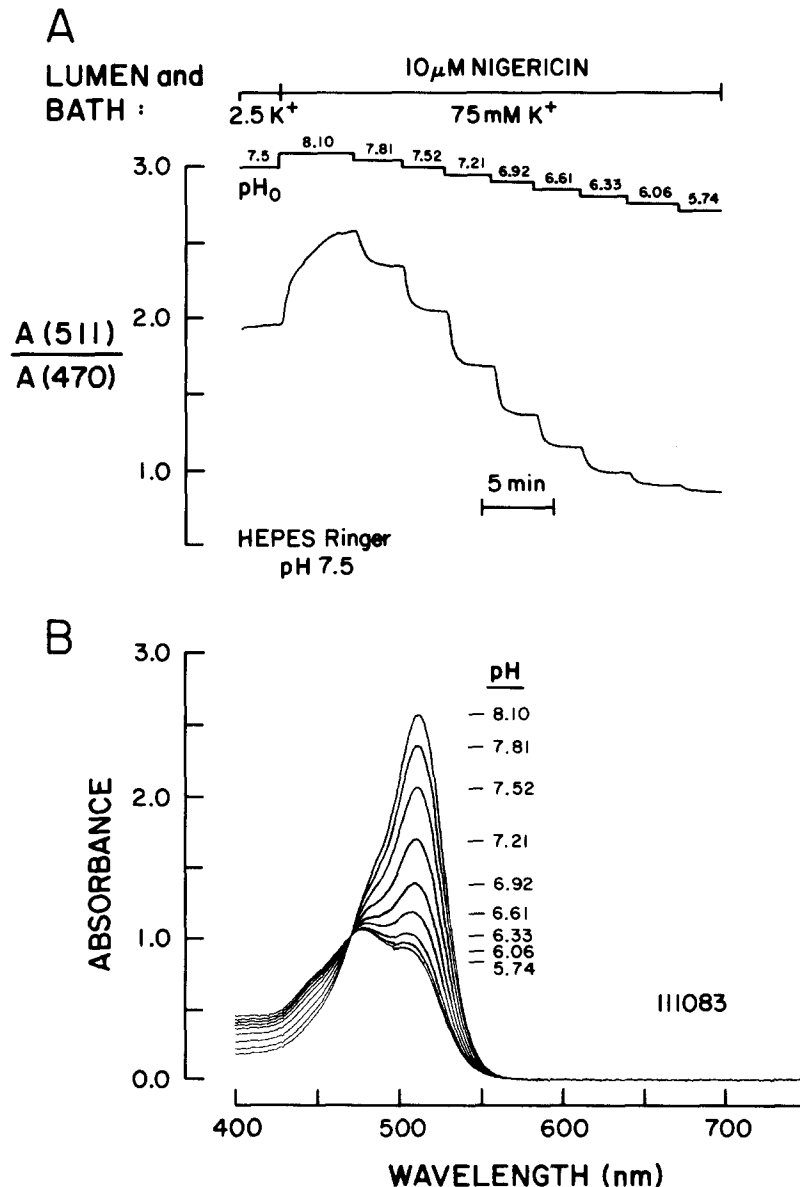 A
LUMEN and
BATH :
10μM NIGERICIN
2.5 K+
75mM K+
7.5
8.10
7.81
7.52
7.21
6.92
6.61
6.33
6.06
5.74
pH0
3.0
2.0
1.0
A (511)
A (470)
5 min
HEPES Ringer
pH 7.5
B
3.0
2.0
1.0
0.0
ABSORBANCE
pH
8.10
7.81
7.52
7.21
6.92
6.61
6.33
6.06
5.74
111083
400
500
600
700
WAVELENGTH (nm)